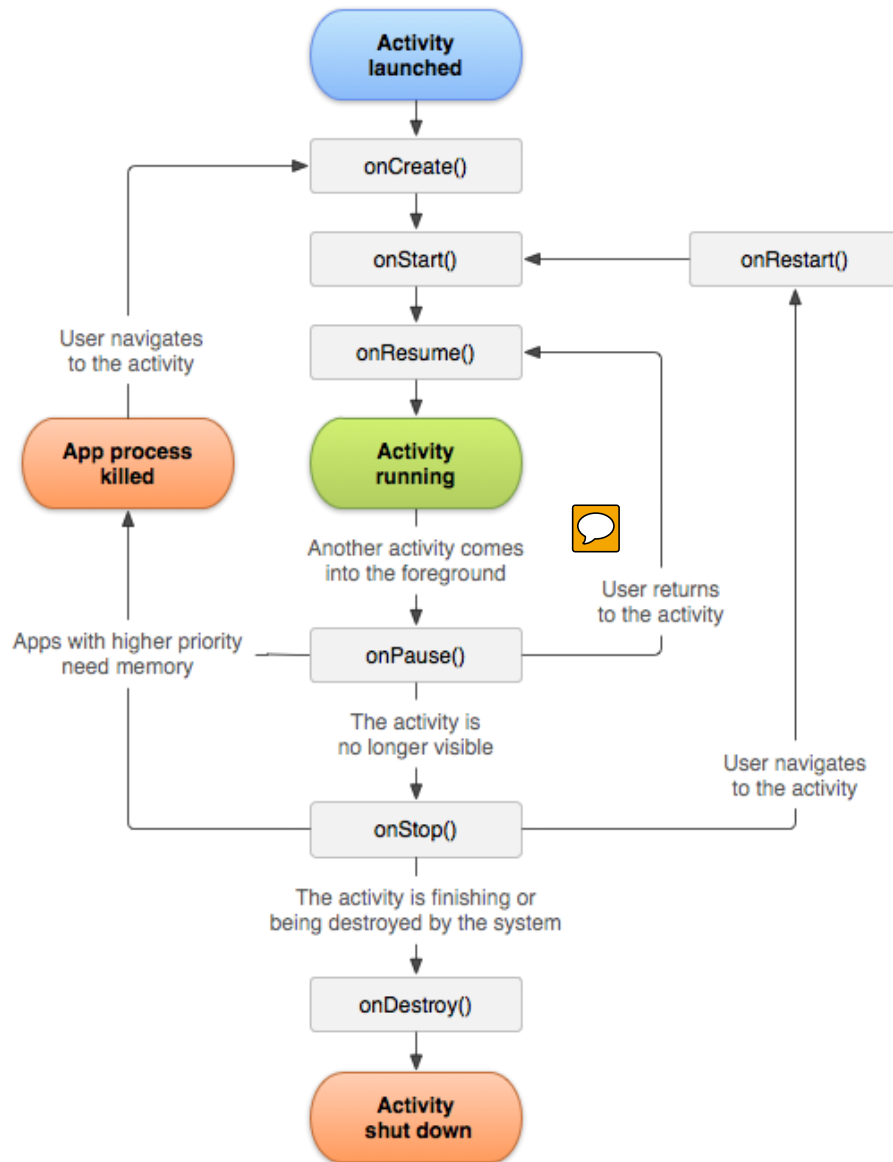 Activity
launched
onCreate()
onStart()
onRestart()
onResume()
User navigates
to the activity
App process
killed
Activity
running
Another activity comes
into the foreground
User returns
to the activity
Apps with higher priority
need memory
onPause()
The activity is
no longer visible
User navigates
to the activity
onStop()
The activity is finishing or
being destroyed by the system
onDestroy()
Activity
shut down